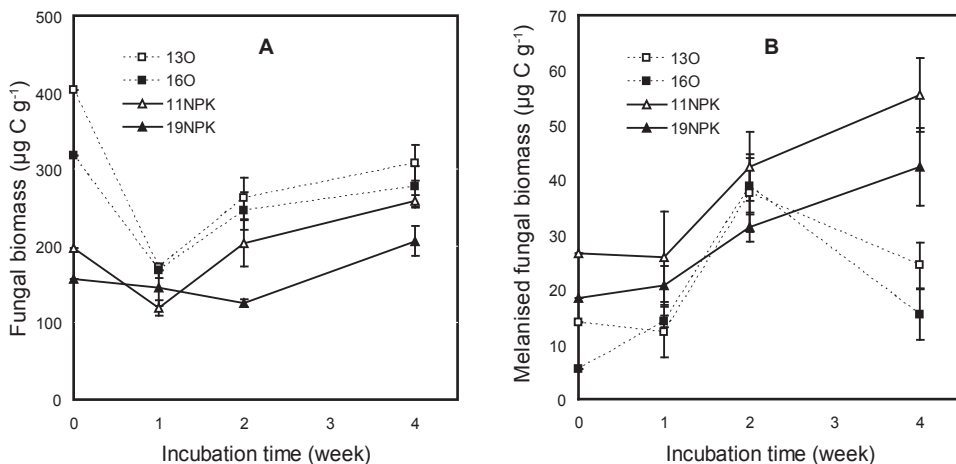 A
13O
16O
11NPK
19NPK
Fungal biomass (µg C g⁻¹)
500
400
300
200
100
0
0 1 2 3 4
Incubation time (week)
B
13O
16O
11NPK
19NPK
Melanised fungal biomass (µg C g⁻¹)
70
60
50
40
30
20
10
0
0 1 2 3 4
Incubation time (week)